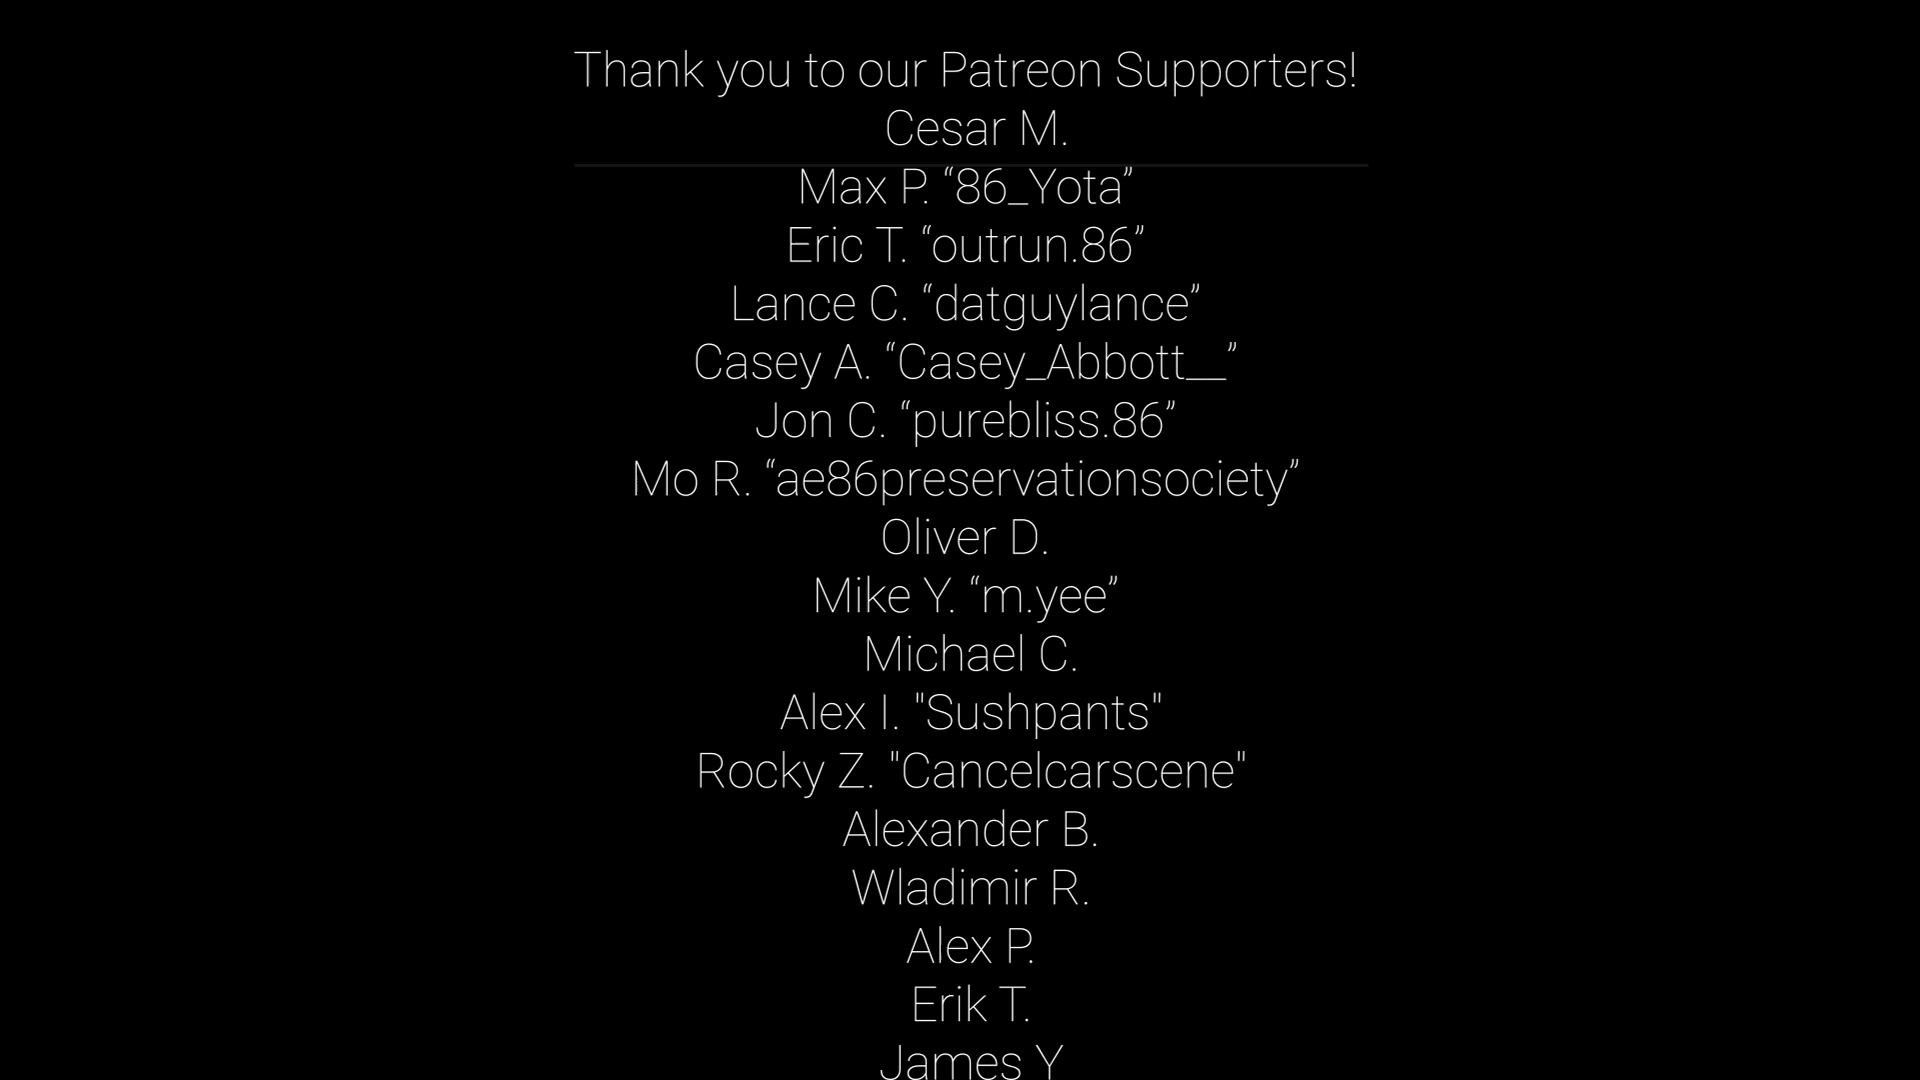 Thank you to our Patreon Supporters!
Cesar M.
Max P. “86_Yota”
Eric T. “outrun.86”
Lance C. “datguylance”
Casey A. “Casey_Abbott__”
Jon C. “purebliss.86”
Mo R. “ae86preservationsociety”
Oliver D.
Mike Y. “m.yee”
Michael C.
Alex I. "Sushpants"
Rocky Z. "Cancelcarscene"
Alexander B.
Wladimir R.
Alex P.
Erik T.
James Y